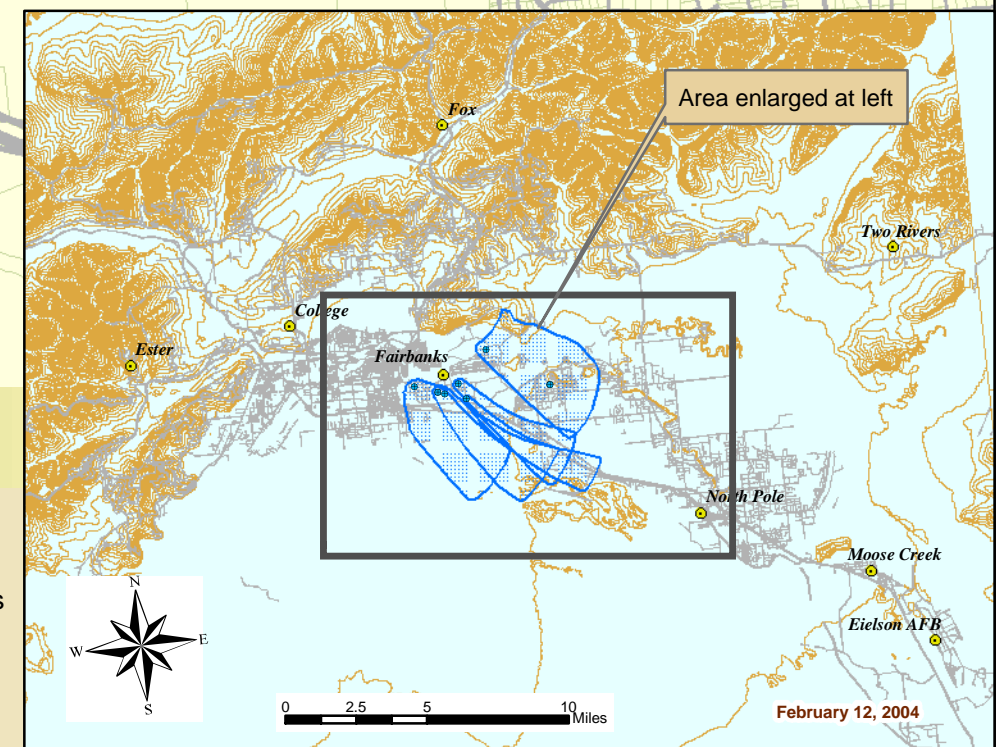 Fox
Area enlarged at left
Two Rivers
College
Ester
Fairbanks
North Pole
Moose Creek
Eielson AFB
N
W
E
S
s
0
2.5
5
10
Miles
February 12, 2004